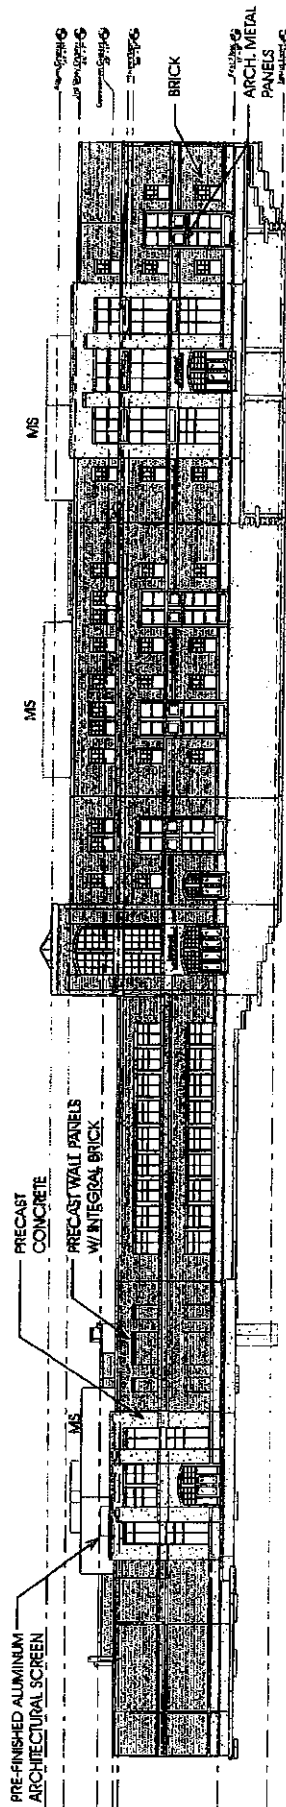 PRE-FINISHED ALUMINUM
ARCHITECTURAL SCREEN
MS
PRECAST
CONCRETE
PRECAST WALL PANELS
W/ INTEGRAL BRICK
MS
MS
BRICK
ARCH. METAL
PANELS